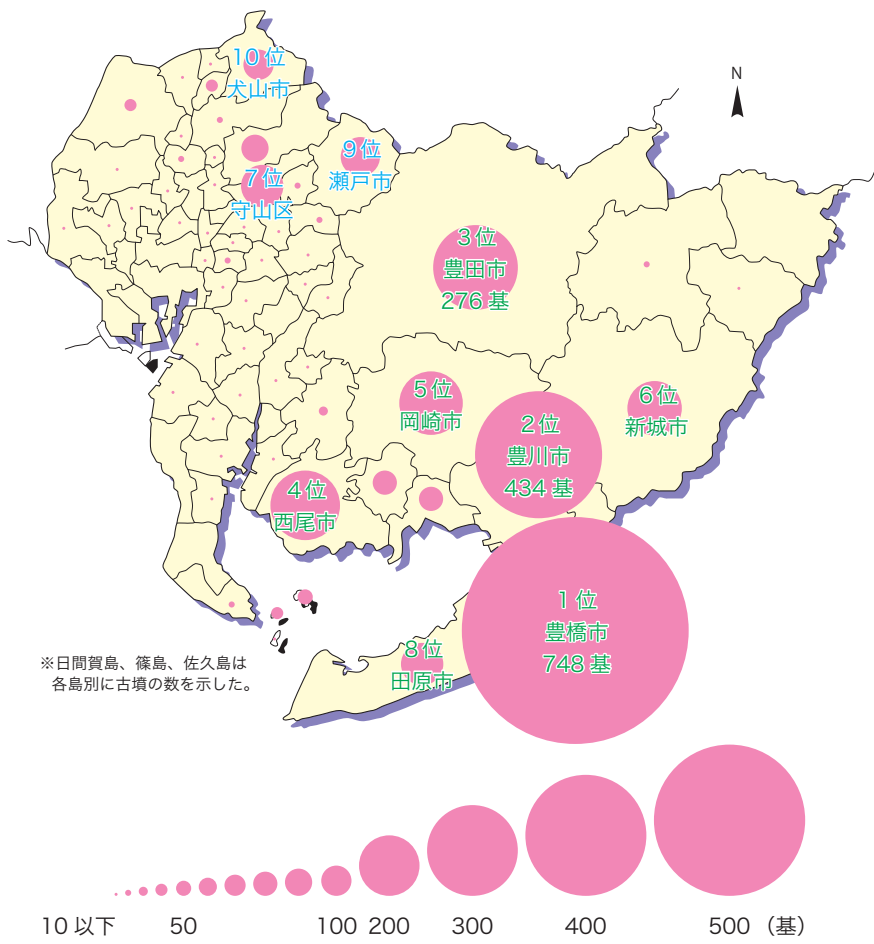 N
10位
犬山市
9位
瀬戸市
7位
守山区
3位
豊田市
276基
5位
岡崎市
6位
新城市
2位
豊川市
434基
4位
西尾市
1位
豊橋市
748基
8位
田原市
※日間賀島、篠島、佐久島は
各島別に古墳の数を示した。
10以下 50 100 200 300 400 500（基）